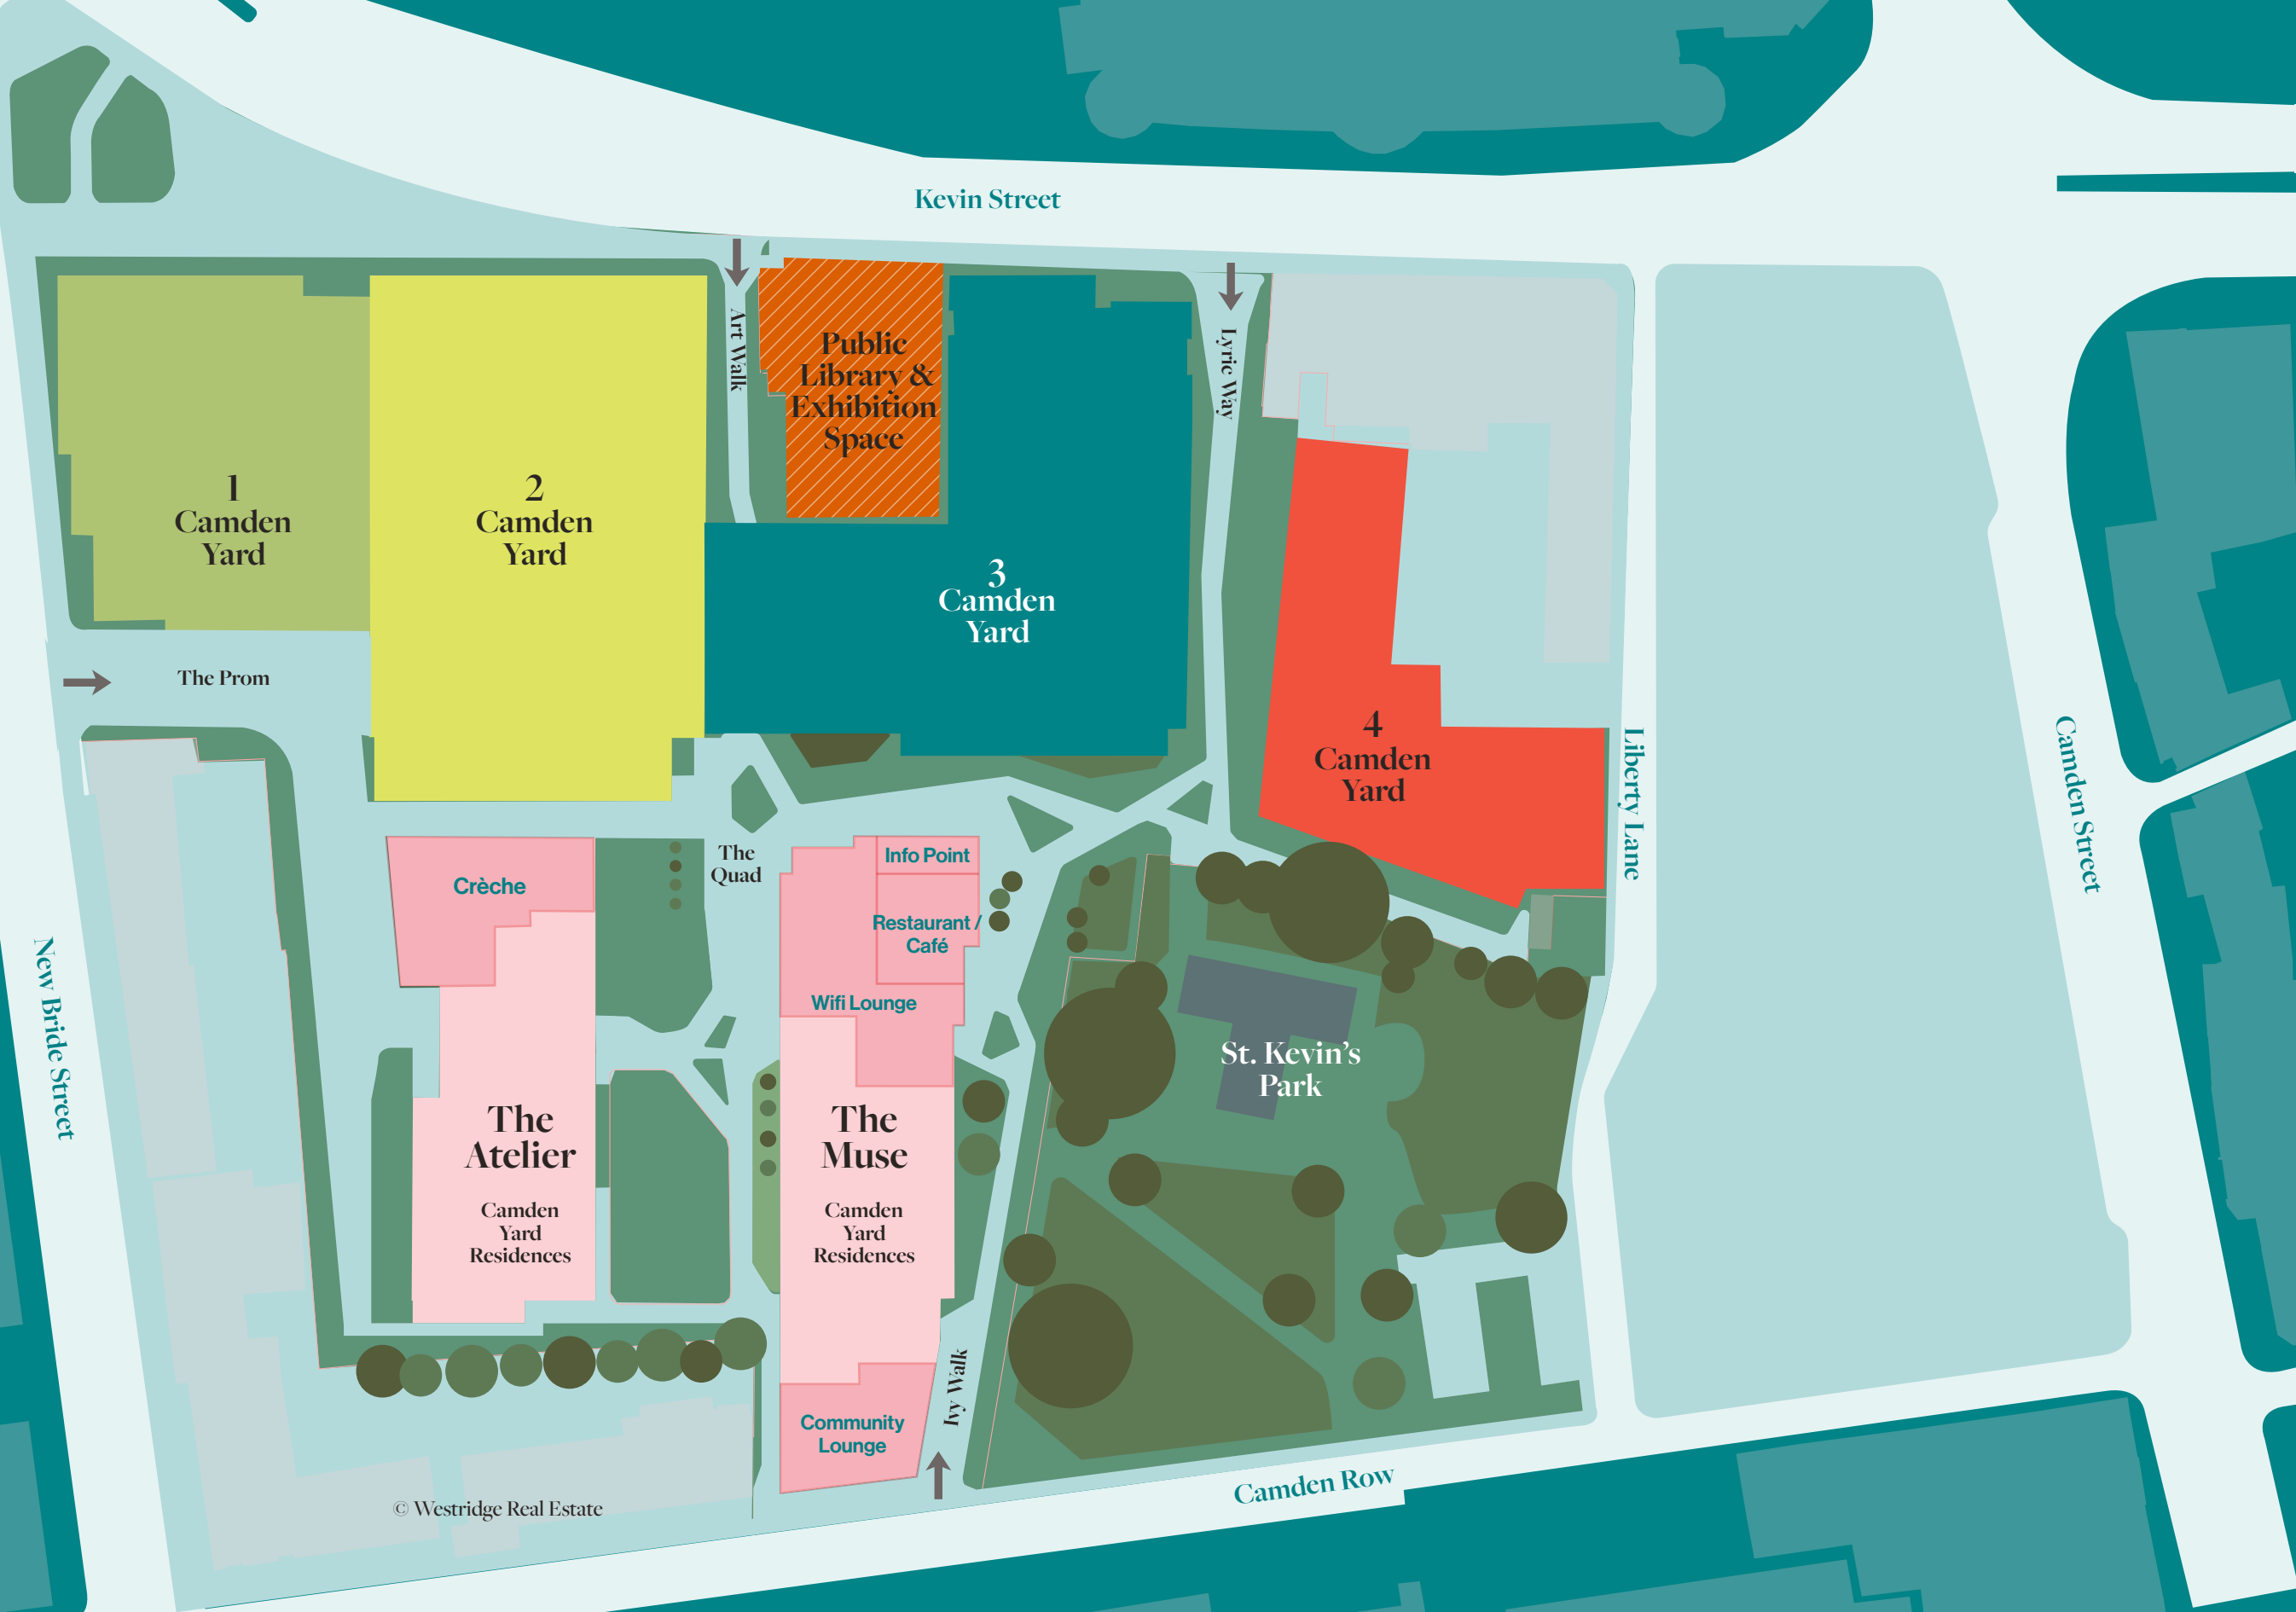 Kevin Street
Art Walk
Public
Library &
Exhibition
Space
Lyric Way
1
Camden
Yard
2
Camden
Yard
3
Camden
Yard
The Prom
4
Camden
Yard
Liberty Lane
Camden Street
The
Quad
Info Point
Crèche
Restaurant /
Café
Wifi Lounge
New Bride Street
St. Kevin's
Park
The
Atelier
Camden
Yard
Residences
The
Muse
Camden
Yard
Residences
Ivy Walk
Community
Lounge
Camden Row
© Westridge Real Estate